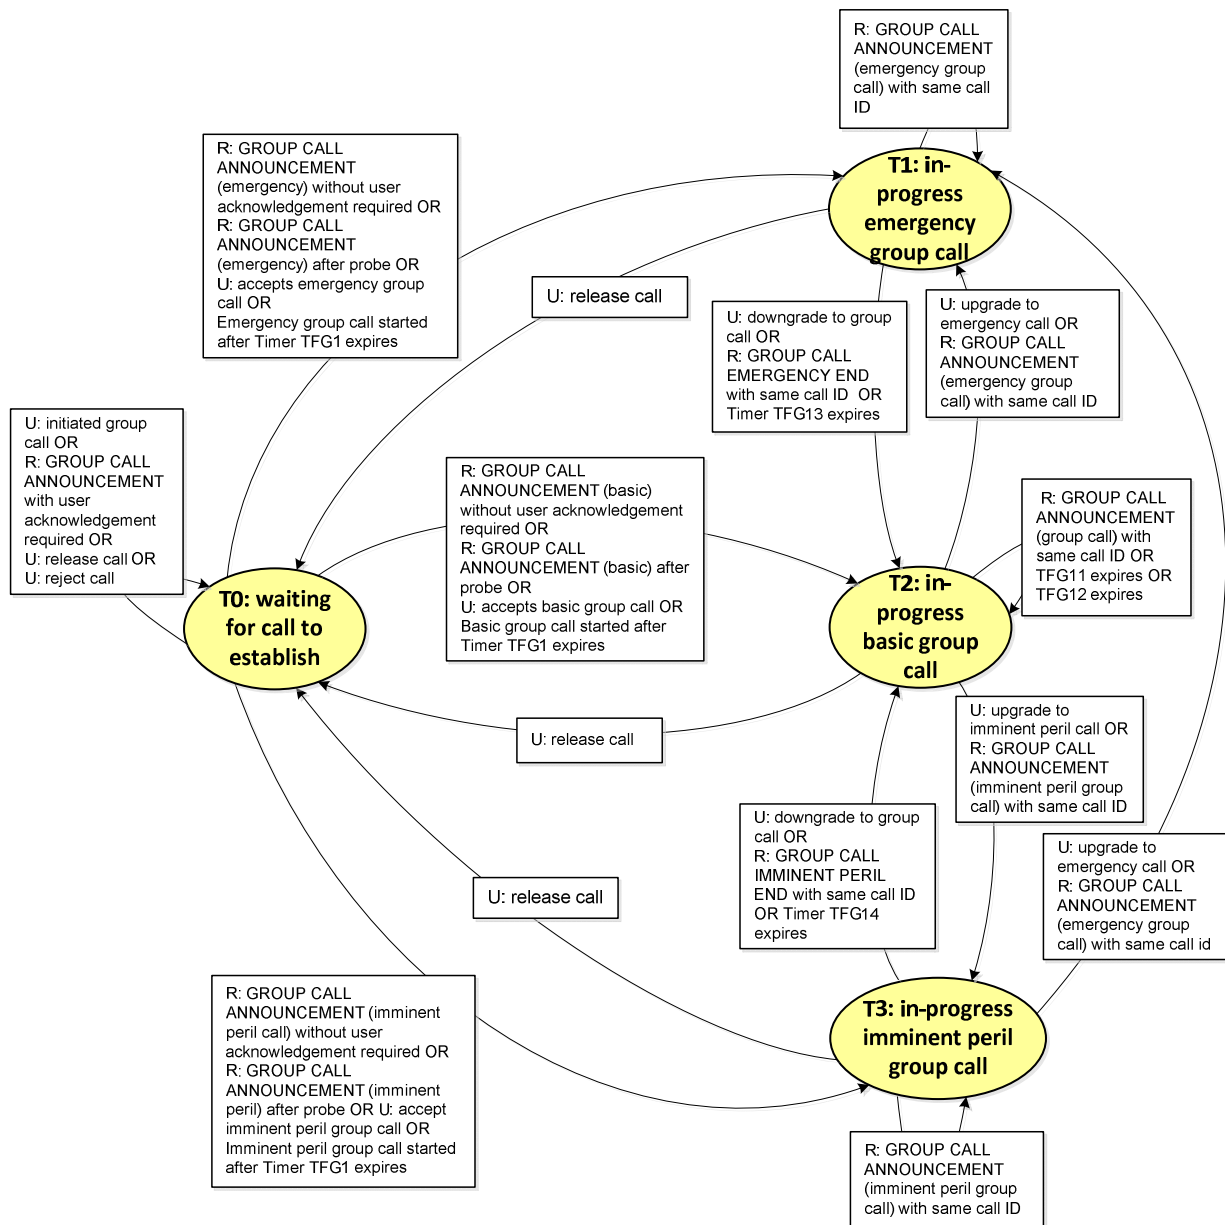 R: GROUP CALL
ANNOUNCEMENT
(emergency group
call) with same call
ID
R: GROUP CALL
ANNOUNCEMENT
(emergency) without user
acknowledgement required OR
R: GROUP CALL
ANNOUNCEMENT
(emergency) after probe OR
U: accepts emergency group
call OR
Emergency group call started
after Timer TFG1 expires
T1: in-
progress
emergency
group call
U: release call
U: downgrade to group
call OR
R: GROUP CALL
EMERGENCY END
with same call ID OR
Timer TFG13 expires
U: upgrade to
emergency call OR
R: GROUP CALL
ANNOUNCEMENT
(emergency group
call) with same call ID
U: initiated group
call OR
R: GROUP CALL
ANNOUNCEMENT
with user
acknowledgement
required OR
U: release call OR
U: reject call
R: GROUP CALL
ANNOUNCEMENT (basic)
without user acknowledgement
required OR
R: GROUP CALL
ANNOUNCEMENT (basic) after
probe OR
U: accepts basic group call OR
Basic group call started after
Timer TFG1 expires
R: GROUP CALL
ANNOUNCEMENT
(group call) with
same call ID OR
TFG11 expires OR
TFG12 expires
T0: waiting
for call to
establish
T2: in-
progress
basic group
call
U: release call
U: upgrade to
imminent peril call OR
R: GROUP CALL
ANNOUNCEMENT
(imminent peril group
call) with same call ID
U: downgrade to group
call OR
R: GROUP CALL
IMMINENT PERIL
END with same call ID
OR Timer TFG14
expires
U: upgrade to
emergency call OR
R: GROUP CALL
ANNOUNCEMENT
(emergency group
call) with same call id
U: release call
R: GROUP CALL
ANNOUNCEMENT (imminent
peril call) without user
acknowledgement required OR
R: GROUP CALL
ANNOUNCEMENT (imminent
peril) after probe OR U: accept
imminent peril group call OR
Imminent peril group call started
after Timer TFG1 expires
T3: in-progress
imminent peril
group call
R: GROUP CALL
ANNOUNCEMENT
(imminent peril group
call) with same call ID